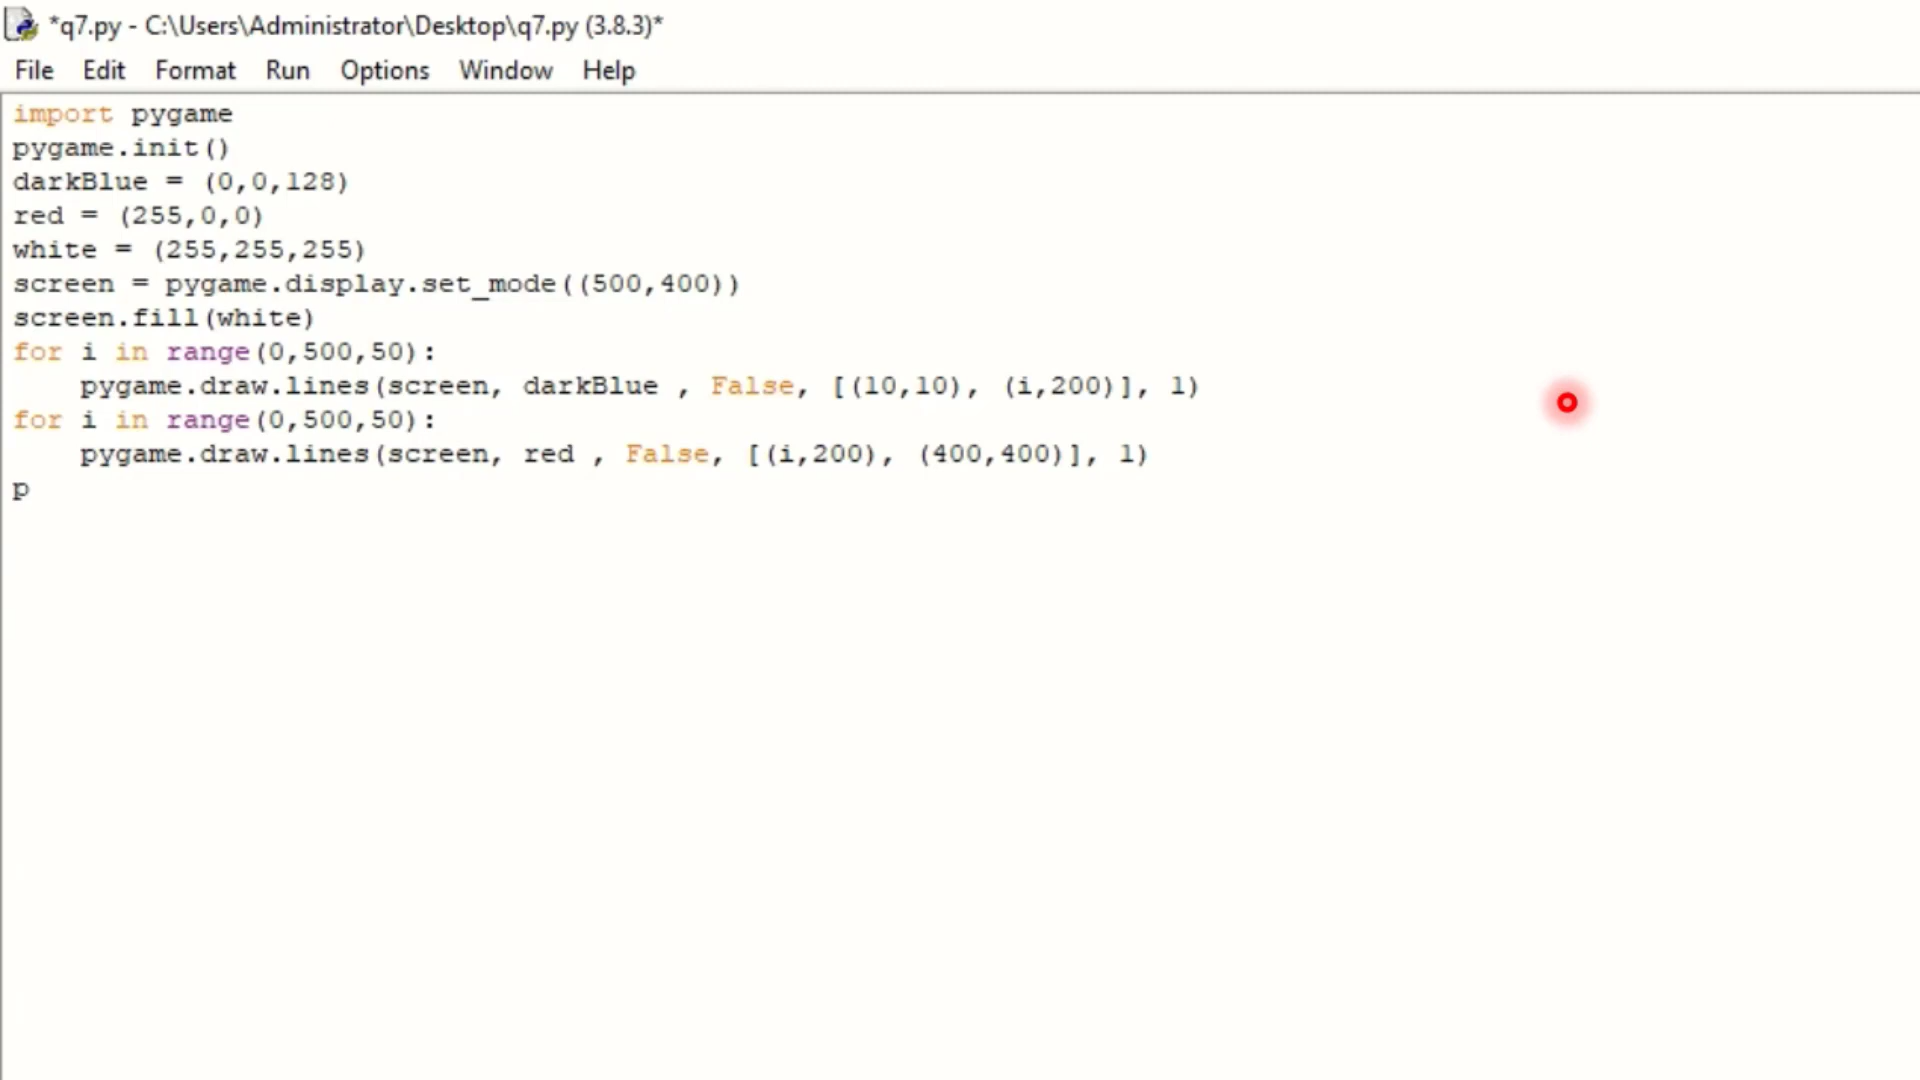 *q7.py - C:\Users\Administrator\Desktop\q7.py (3.8.3)*
File Edit Format Run Options Window Help
import pygame
pygame.init()
darkBlue = (0,0,128)
red = (255,0,0)
white = (255,255,255)
screen = pygame.display.set_mode((500,400))
screen.fill(white)
for i in range(0,500,50):
    pygame.draw.lines(screen, darkBlue , False, [(10,10), (i,200)], 1)
for i in range(0,500,50):
    pygame.draw.lines(screen, red , False, [(i,200), (400,400)], 1)
p